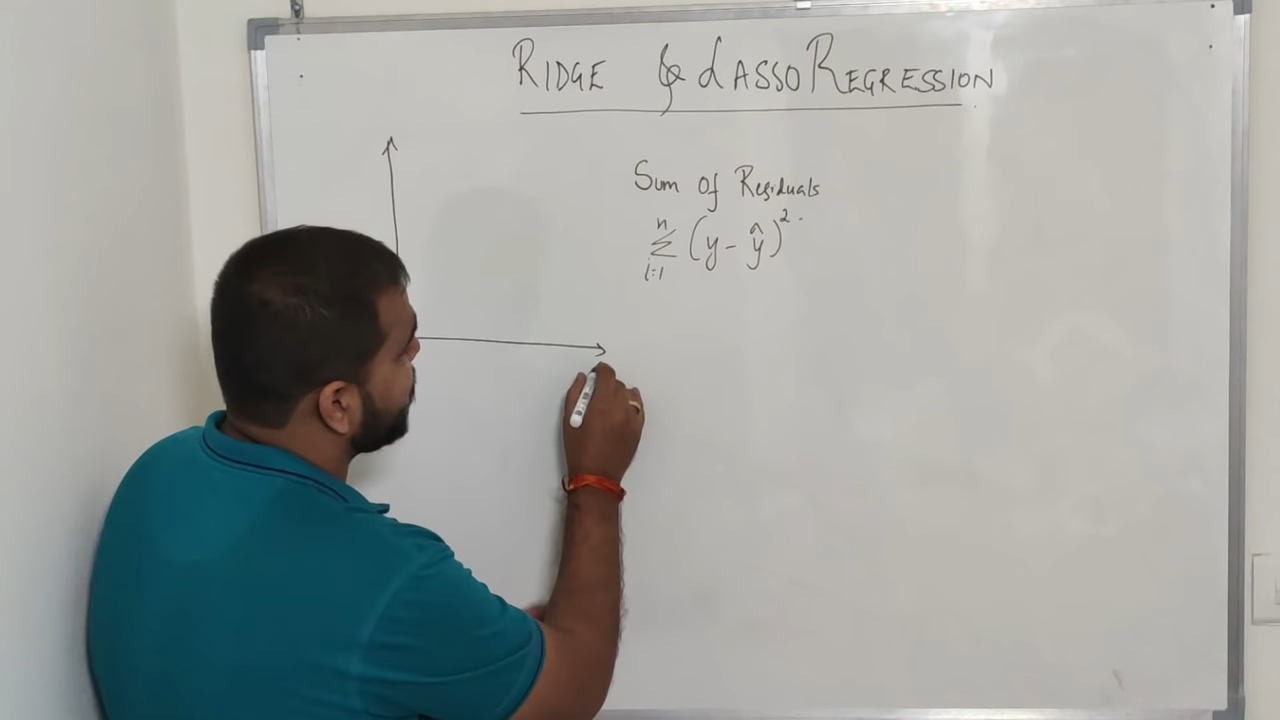 RIDGE & LASSO REGRESSION
Sum of Residuals
n
∑ (y - ŷ)².
i=1